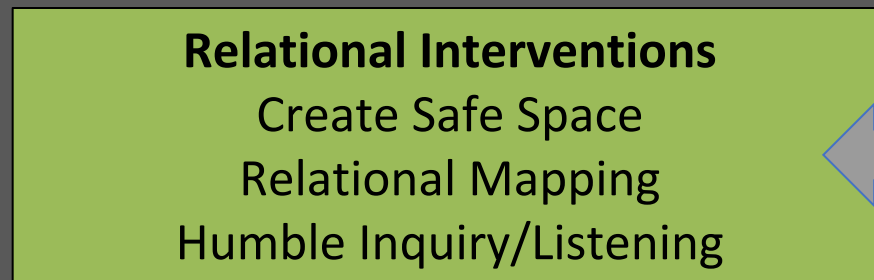 Relational Interventions
Create Safe Space
Relational Mapping
Humble Inquiry/Listening